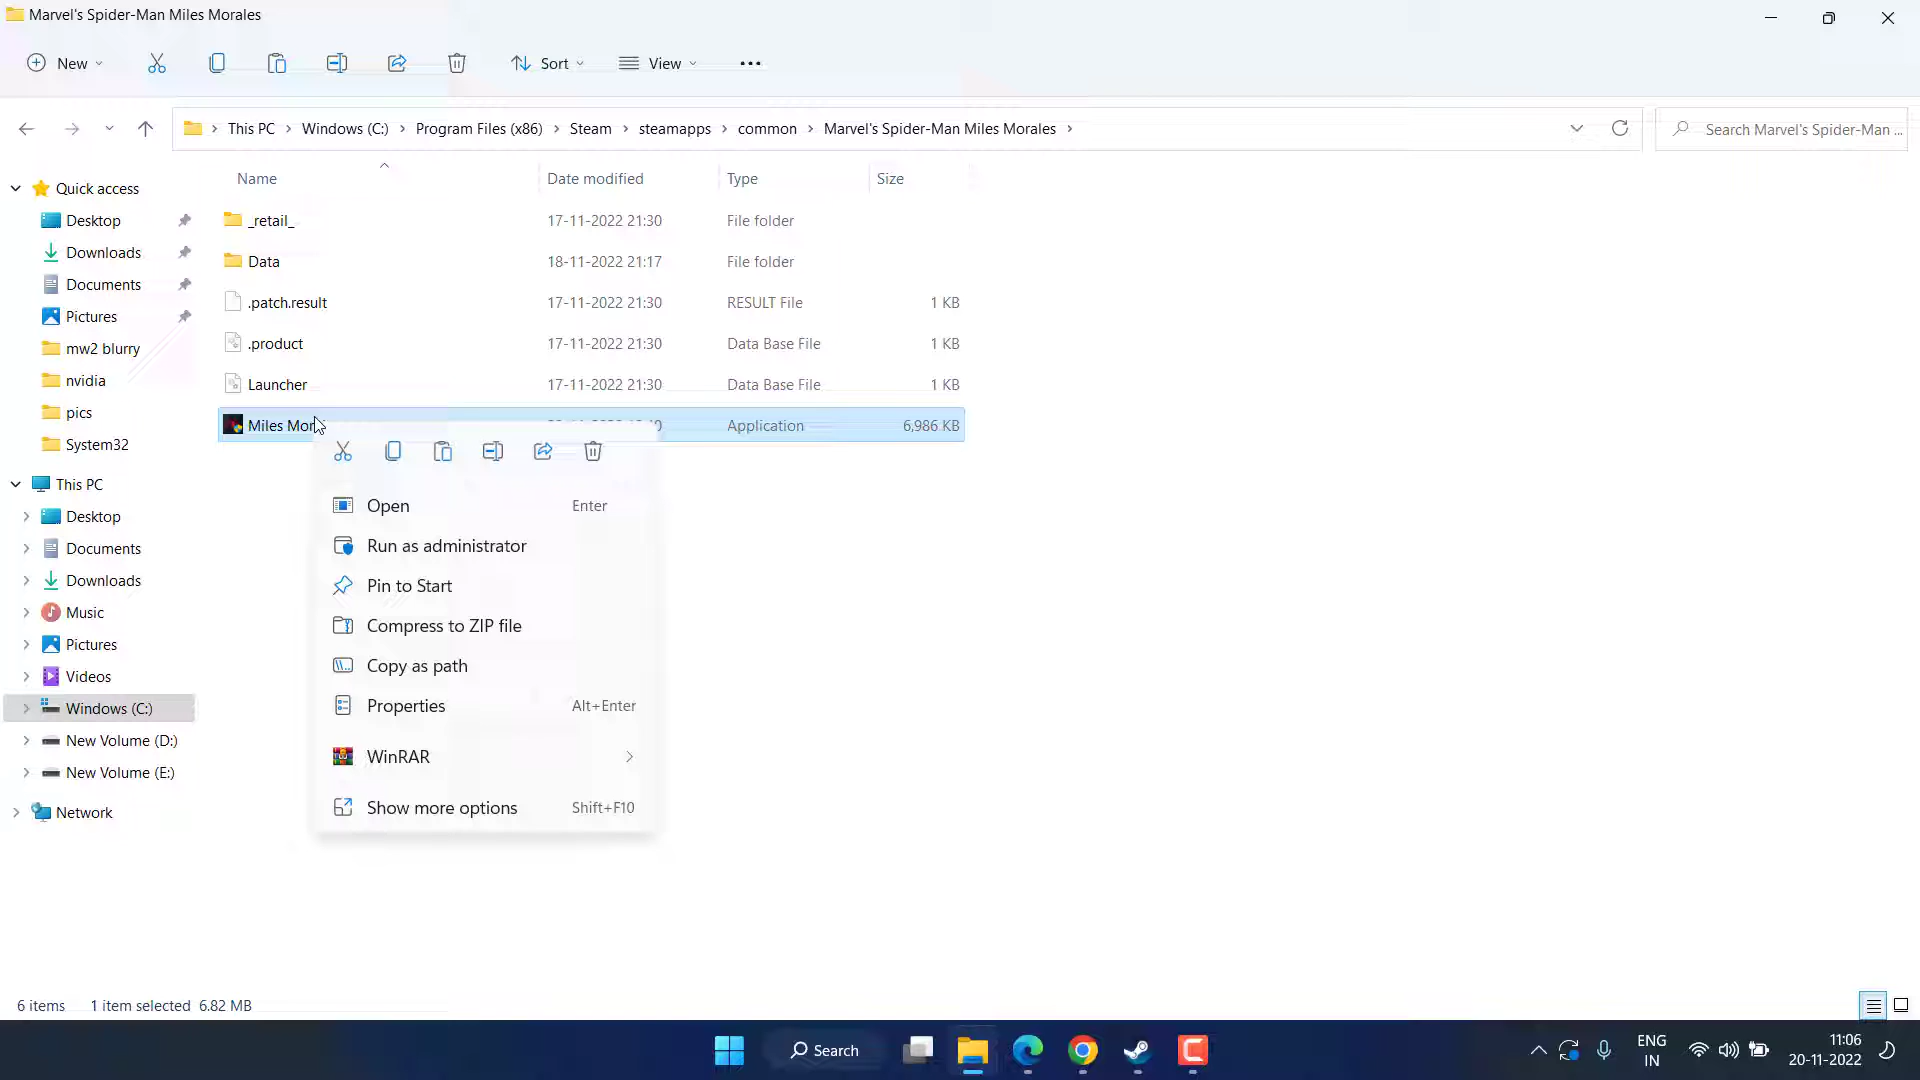 Marvel's Spider-Man Miles Morales
New
Sort
View
This PC
Windows (C:)
Program Files (x86)
Steam
steamapps
common
Marvel's Spider-Man Miles Morales
Search Marvel's Spider-Man ...
Name
Date modified
Type
Size
Quick access
Desktop
Downloads
Documents
Pictures
mw2 blurry
nvidia
pics
System32
This PC
Desktop
Documents
Downloads
Music
Pictures
Videos
Windows (C:)
New Volume (D:)
New Volume (E:)
Network
_retail_ 17-11-2022 21:30 File folder
Data 18-11-2022 21:17 File folder
.patch.result 17-11-2022 21:30 RESULT File 1 KB
.product 17-11-2022 21:30 Data Base File 1 KB
Launcher 17-11-2022 21:30 Data Base File 1 KB
Miles Application 6,986 KB
Open Enter
Run as administrator
Pin to Start
Compress to ZIP file
Copy as path
Properties Alt+Enter
WinRAR
Show more options Shift+F10
6 items 1 item selected 6.82 MB
Search
ENG
IN
11:06
20-11-2022